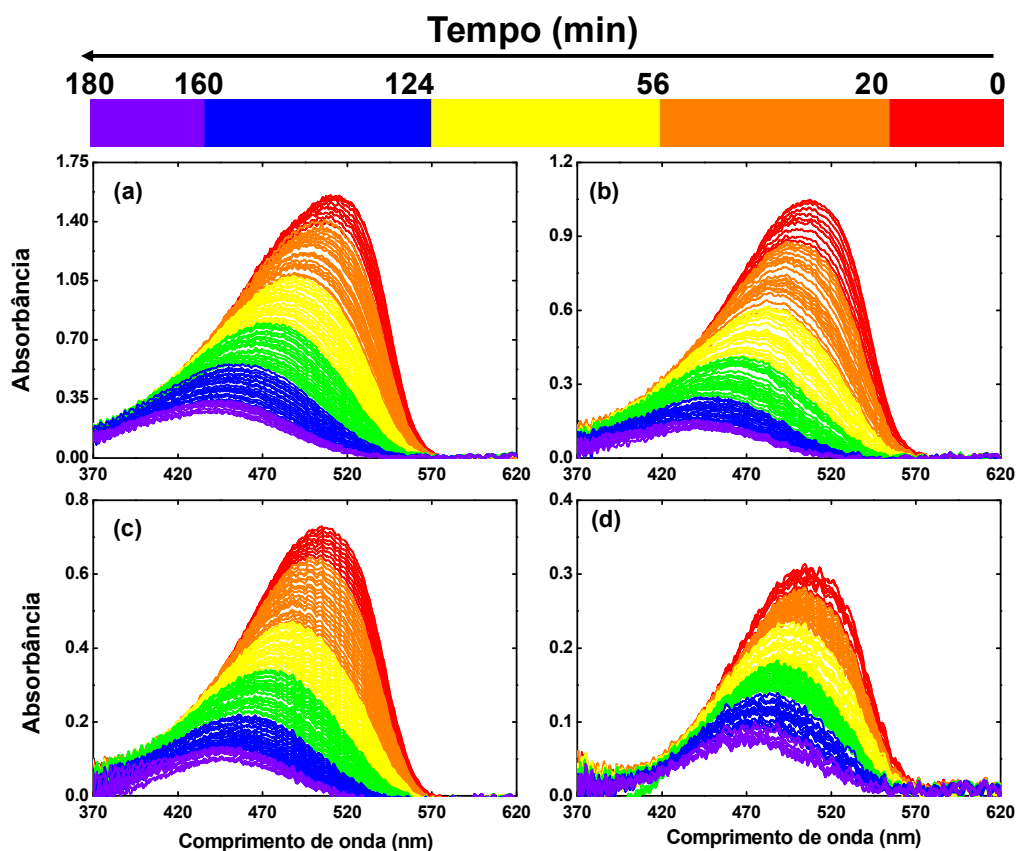 Tempo (min)
180 160 124 56 20 0
(a)
1.75
1.40
1.05
0.70
0.35
0.00
370 420 470 520 570 620
Absorbância
(b)
1.2
0.9
0.6
0.3
0.0
370 420 470 520 570 620
(c)
0.8
0.6
0.4
0.2
0.0
370 420 470 520 570 620
Absorbância
Comprimento de onda (nm)
(d)
0.4
0.3
0.2
0.1
0.0
370 420 470 520 570 620
Comprimento de onda (nm)